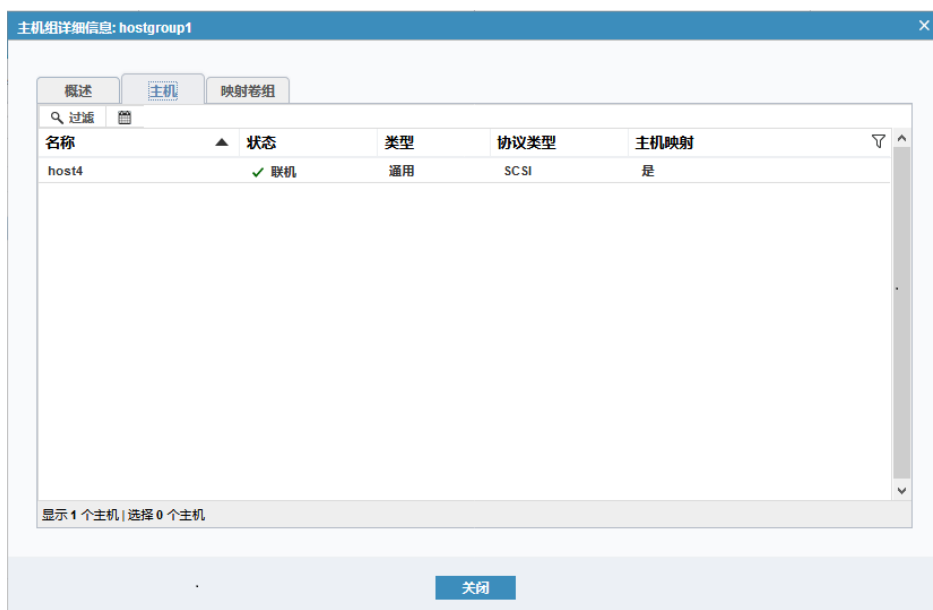 主机组详细信息: hostgroup1
概述 主机 映射卷组
过滤
名称 状态 类型 协议类型 主机映射
host4 联机 通用 SCSI 是
显示 1 个主机 | 选择 0 个主机
关闭